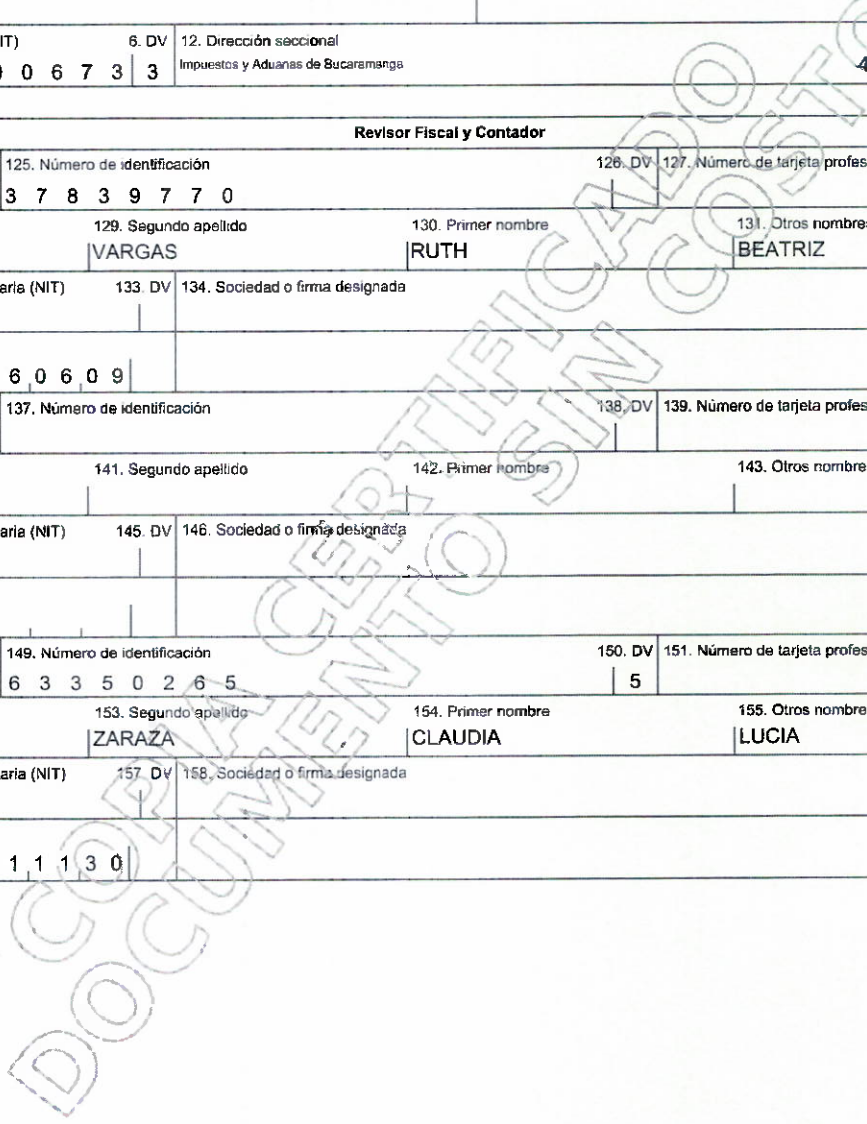 IT) 6. DV 12. Dirección seccional
0 6 7 3 3 Impuestos y Aduanas de Bucaramanga
Revisor Fiscal y Contador
125. Número de identificación 126. DV 127. Número de tarjeta profes
3 7 8 3 9 7 7 0
129. Segundo apellido 130. Primer nombre 131. Otros nombre
VARGAS RUTH BEATRIZ
aria (NIT) 133. DV 134. Sociedad o firma designada
6 0 6 0 9
137. Número de identificación 138. DV 139. Número de tarjeta profes
141. Segundo apellido 142. Primer nombre 143. Otros nombre
aria (NIT) 145. DV 146. Sociedad o firma designada
149. Número de identificación 150. DV 151. Número de tarjeta profes
6 3 3 5 0 2 6 5 5
153. Segundo apellido 154. Primer nombre 155. Otros nombre
ZARAZA CLAUDIA LUCIA
aria (NIT) 157. DV 158. Sociedad o firma designada
1 1 1 3 0
COPIA CERTIFICADO
DOCUMENTO SIN COSTO